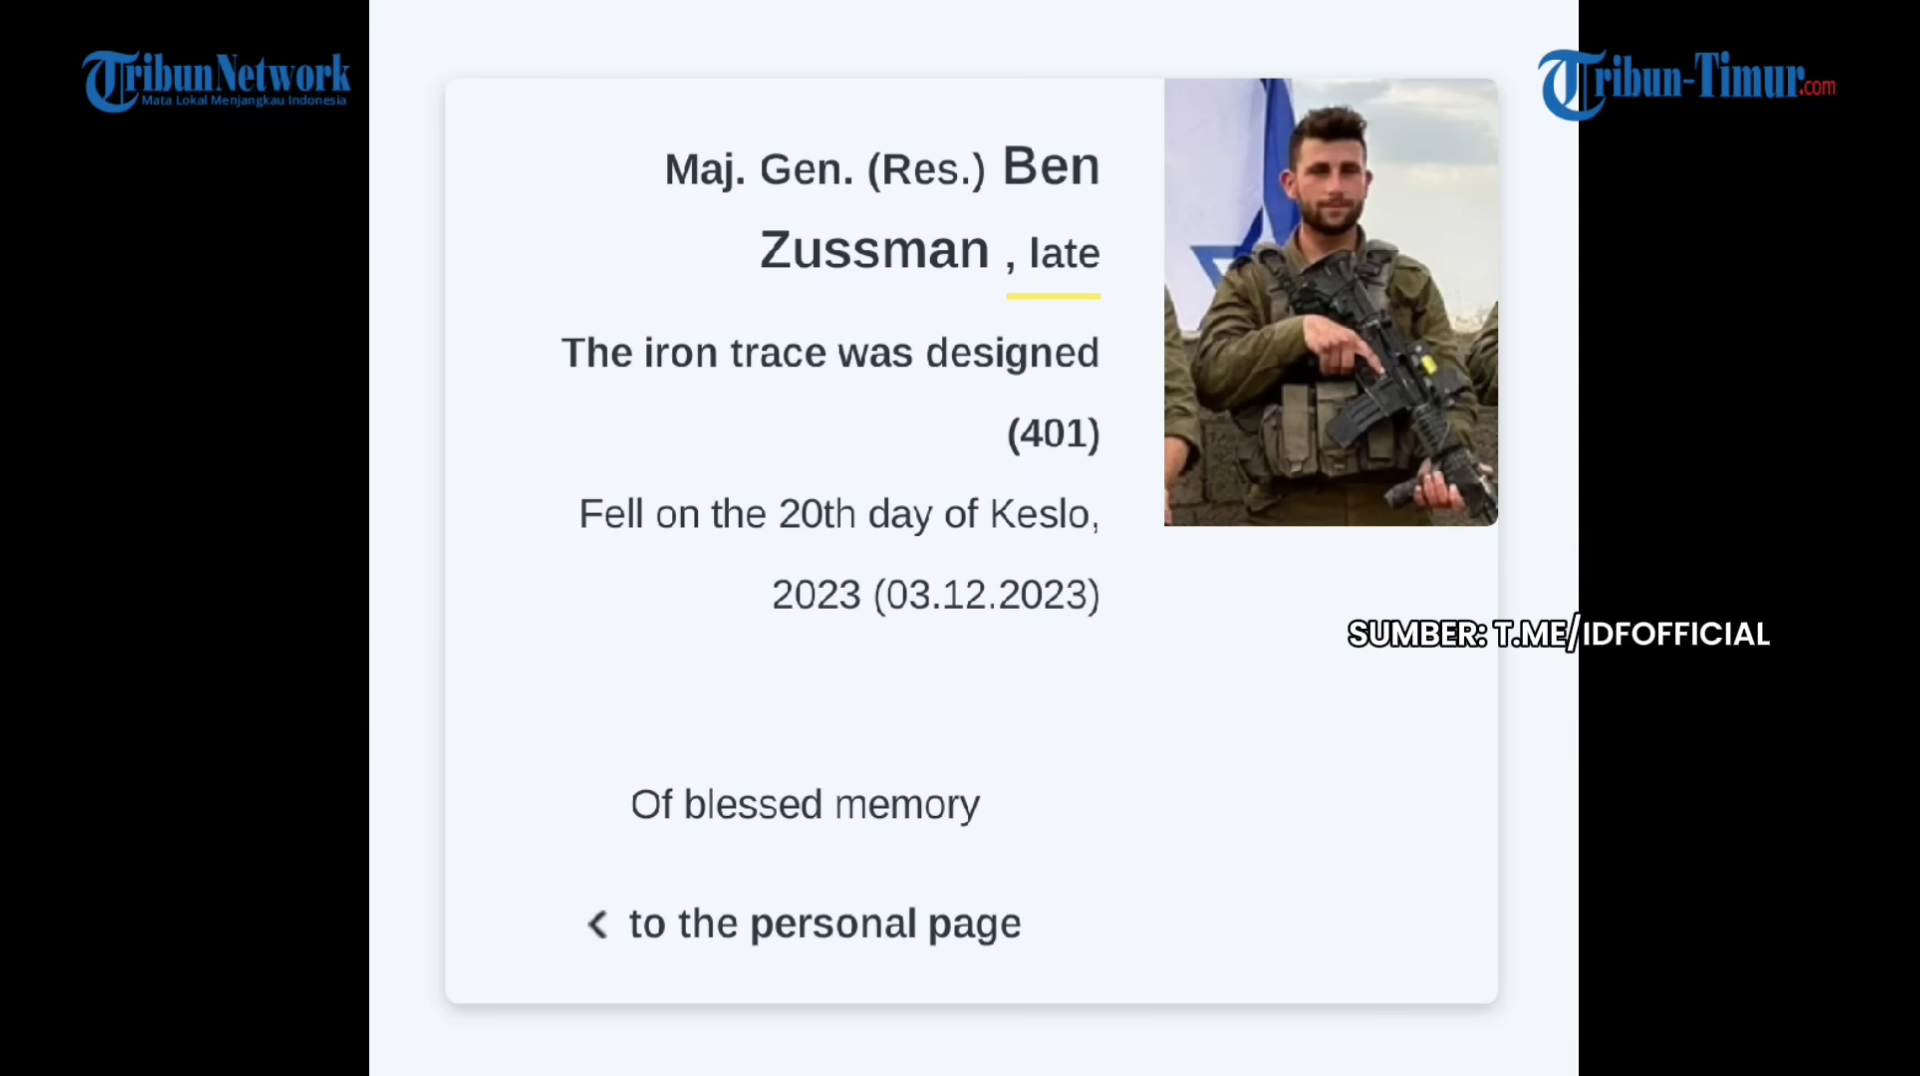 TribunNetwork
Mata Lokal Menjangkau Indonesia
Tribun-Timur.com
Maj. Gen. (Res.) Ben
Zussman , late
The iron trace was designed
(401)
Fell on the 20th day of Keslo,
2023 (03.12.2023)
SUMBER: T.ME/IDFOFFICIAL
Of blessed memory
< to the personal page